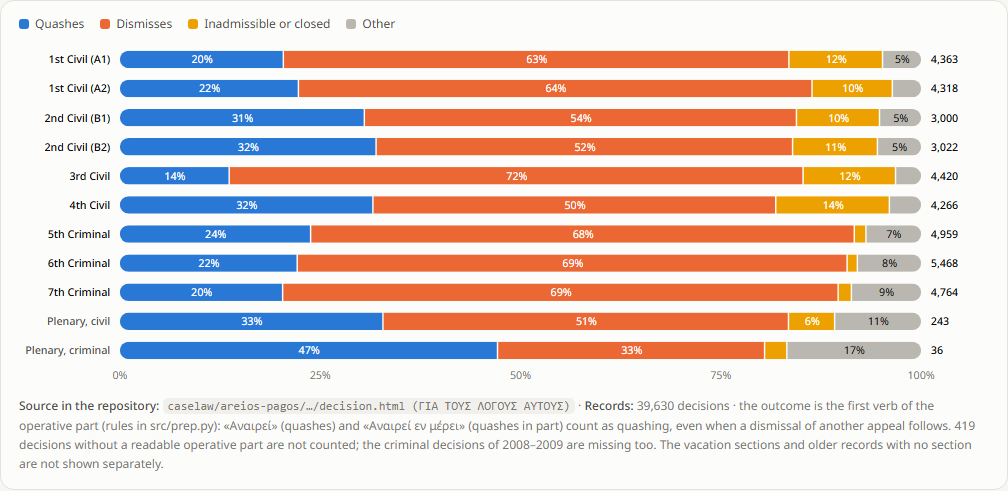 Quashes Dismisses Inadmissible or closed Other
1st Civil (A1) 20% 63% 12% 5% 4,363
1st Civil (A2) 22% 64% 10% 4,318
2nd Civil (B1) 31% 54% 10% 5% 3,000
2nd Civil (B2) 32% 52% 11% 5% 3,022
3rd Civil 14% 72% 12% 4,420
4th Civil 32% 50% 14% 4,266
5th Criminal 24% 68% 7% 4,959
6th Criminal 22% 69% 8% 5,468
7th Criminal 20% 69% 9% 4,764
Plenary, civil 33% 51% 6% 11% 243
Plenary, criminal 47% 33% 17% 36
0% 25% 50% 75% 100%
Source in the repository: caselaw/areios-pagos/…/decision.html (ΓΙΑ ΤΟΥΣ ΛΟΓΟΥΣ ΑΥΤΟΥΣ) · Records: 39,630 decisions · the outcome is the first verb of the
operative part (rules in src/prep.py): «Αναιρεί» (quashes) and «Αναιρεί εν μέρει» (quashes in part) count as quashing, even when a dismissal of another appeal follows. 419
decisions without a readable operative part are not counted; the criminal decisions of 2008–2009 are missing too. The vacation sections and older records with no section
are not shown separately.